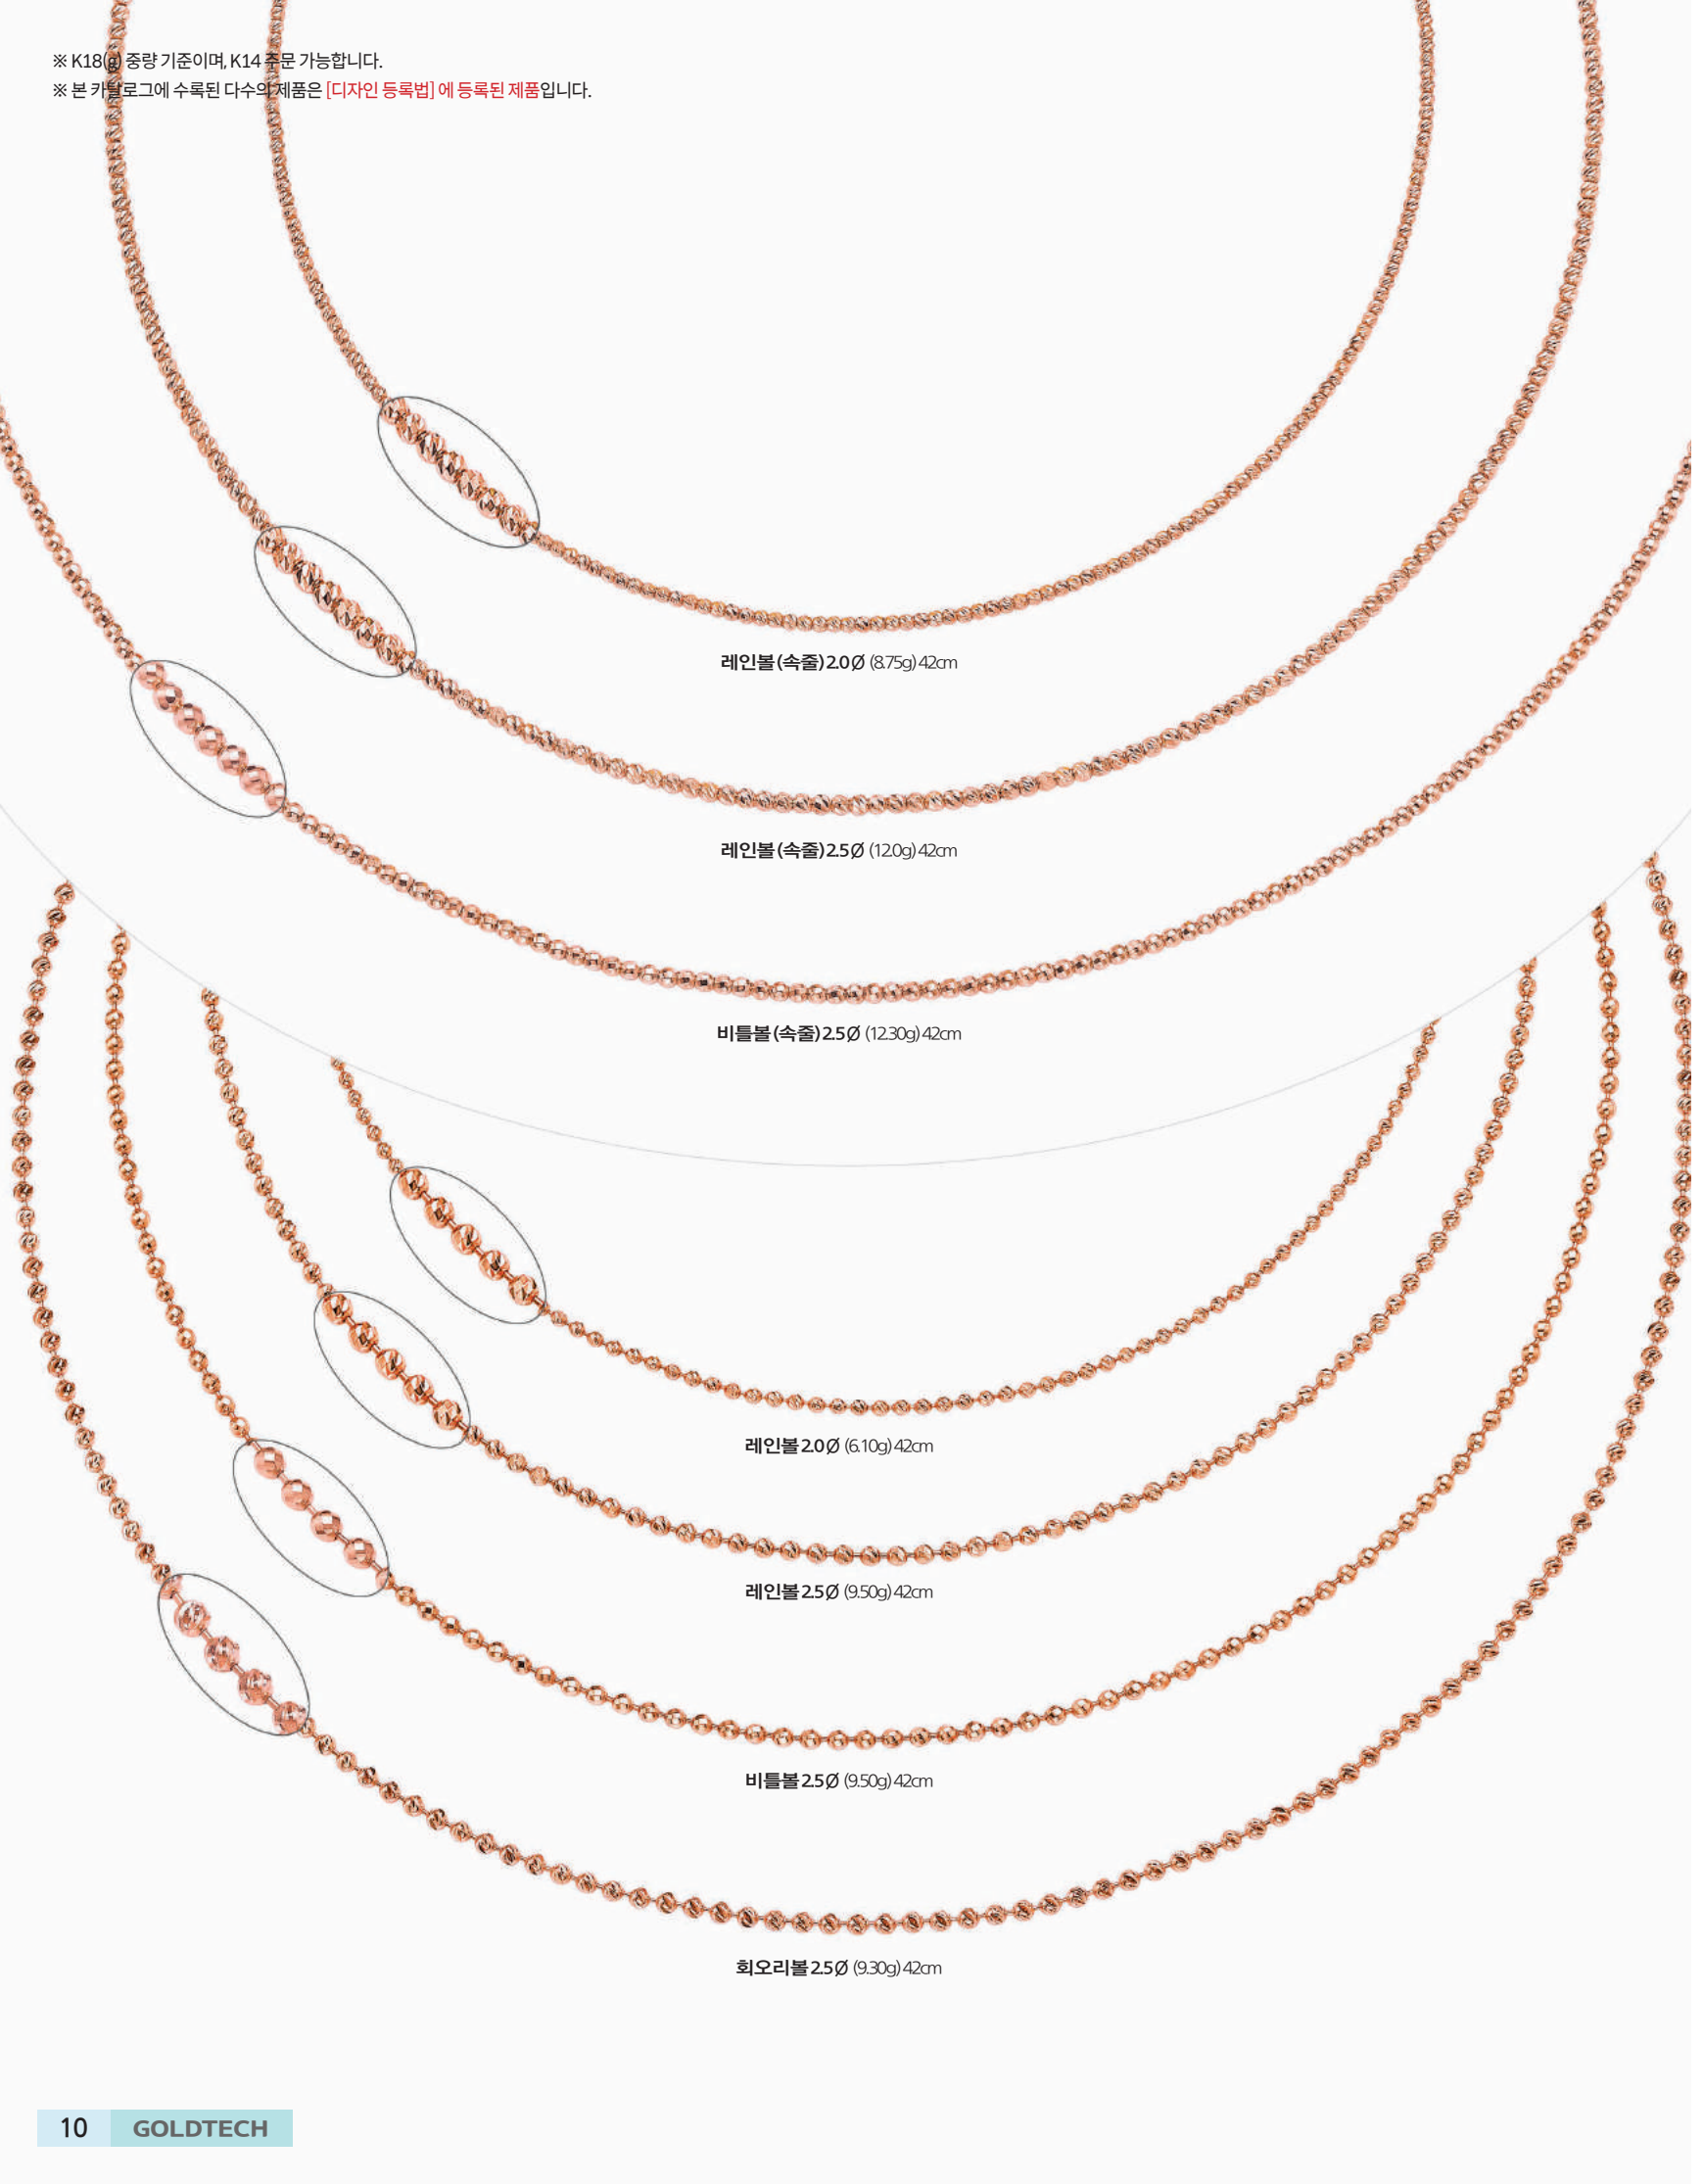 ※ K18(g) 중량 기준이며, K14 주문 가능합니다.
※ 본 카탈로그에 수록된 다수의 제품은 [디자인 등록법] 에 등록된 제품입니다.
레인볼 (속줄) 2.0Ø (8.75g) 42cm
레인볼 (속줄) 2.5Ø (12.0g) 42cm
비틀볼 (속줄) 2.5Ø (12.30g) 42cm
레인볼 2.0Ø (6.10g) 42cm
레인볼 2.5Ø (9.50g) 42cm
비틀볼 2.5Ø (9.50g) 42cm
회오리볼 2.5Ø (9.30g) 42cm
10 GOLDTECH